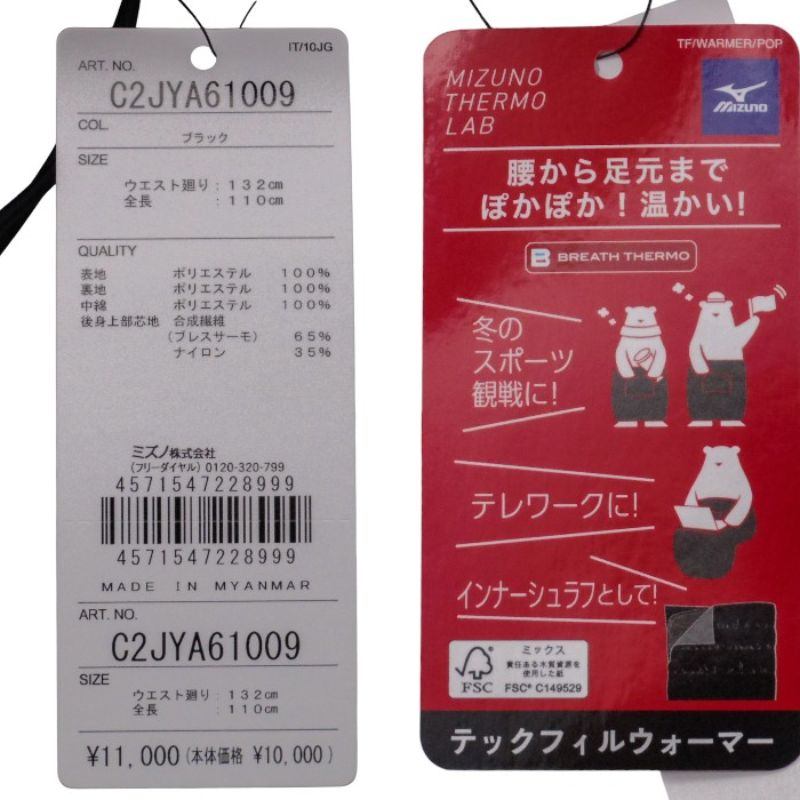 IT/10JG
ART. NO.
C2JYA61009
COL.
ブラック
SIZE
ウエスト廻り：１３２㎝
全長：１１０㎝
QUALITY
表地 ポリエステル １００％
裏地 ポリエステル １００％
中綿 ポリエステル １００％
後身上部芯地 合成繊維
（ブレスサーモ） ６５％
ナイロン ３５％
ミズノ株式会社
（フリーダイヤル）0120-320-799
4571547228999
4571547228999
MADE IN MYANMAR
ART. NO.
C2JYA61009
SIZE
ウエスト廻り：１３２㎝
全長：１１０㎝
¥11,000（本体価格 ¥10,000）
TF/WARMER/POP
MIZUNO
THERMO
LAB
MIZUNO
腰から足元まで
ぽかぽか！温かい！
B BREATH THERMO
冬の
スポーツ
観戦に！
テレワークに！
インナーシュラフとして！
FSC
ミックス
責任ある木質資源を
使用した紙
FSC® C149529
テックフィルウォーマー